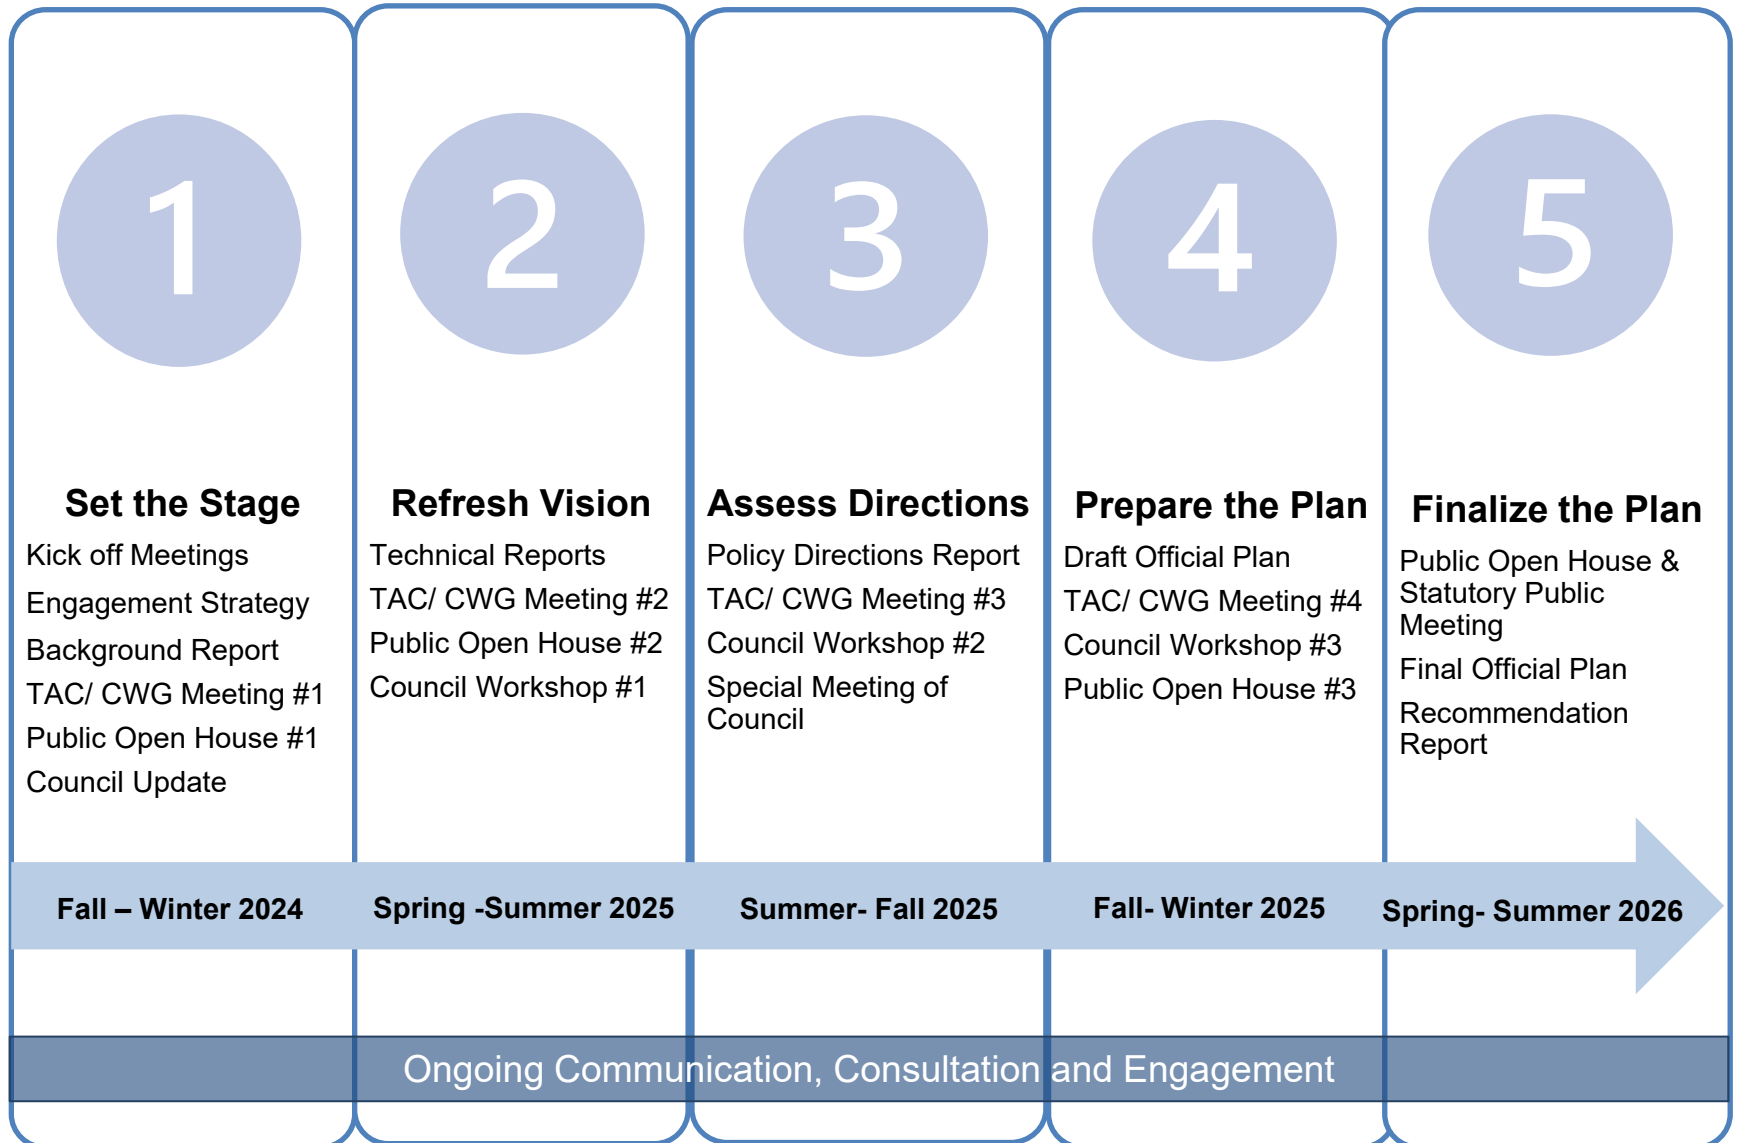 1
Set the Stage
Kick off Meetings
Engagement Strategy
Background Report
TAC/ CWG Meeting #1
Public Open House #1
Council Update
Fall – Winter 2024
2
Refresh Vision
Technical Reports
TAC/ CWG Meeting #2
Public Open House #2
Council Workshop #1
Spring -Summer 2025
3
Assess Directions
Policy Directions Report
TAC/ CWG Meeting #3
Council Workshop #2
Special Meeting of
Council
Summer- Fall 2025
4
Prepare the Plan
Draft Official Plan
TAC/ CWG Meeting #4
Council Workshop #3
Public Open House #3
Fall- Winter 2025
5
Finalize the Plan
Public Open House &
Statutory Public
Meeting
Final Official Plan
Recommendation
Report
Spring- Summer 2026
Ongoing Communication, Consultation and Engagement